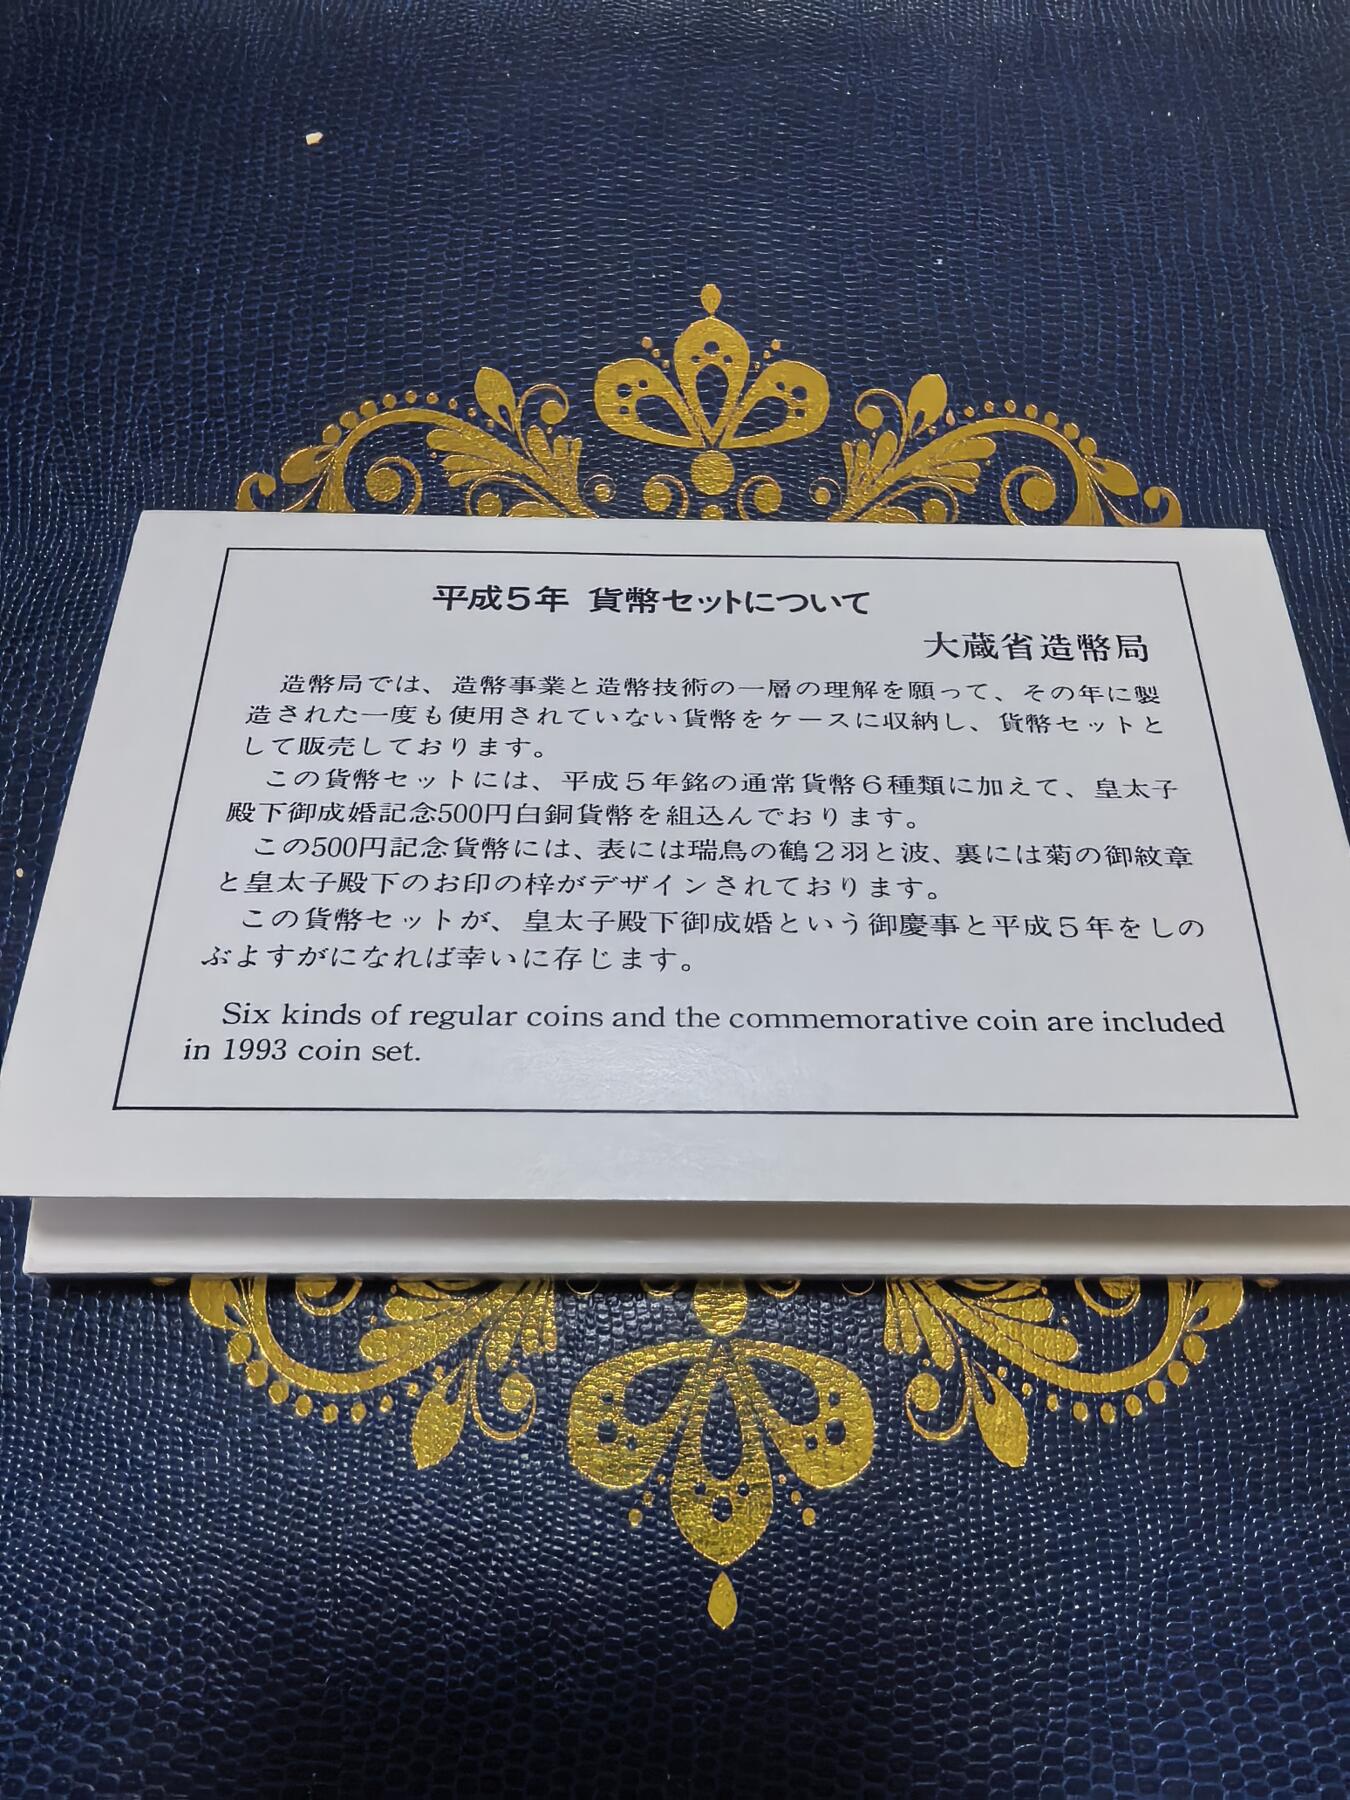 平成5年 貨幣セットについて
大蔵省造幣局
造幣局では、造幣事業と造幣技術の一層の理解を願って、その年に製
造された一度も使用されていない貨幣をケースに収納し、貨幣セットと
して販売しております。
この貨幣セットには、平成5年銘の通常貨幣6種類に加えて、皇太子
殿下御成婚記念500円白銅貨幣を組込んでおります。
この500円記念貨幣には、表には瑞鳥の鶴2羽と波、裏には菊の御紋章
と皇太子殿下のお印の梓がデザインされております。
この貨幣セットが、皇太子殿下御成婚という御慶事と平成5年をしの
ぶよすがになれば幸いに存じます。
Six kinds of regular coins and the commemorative coin are included
in 1993 coin set.